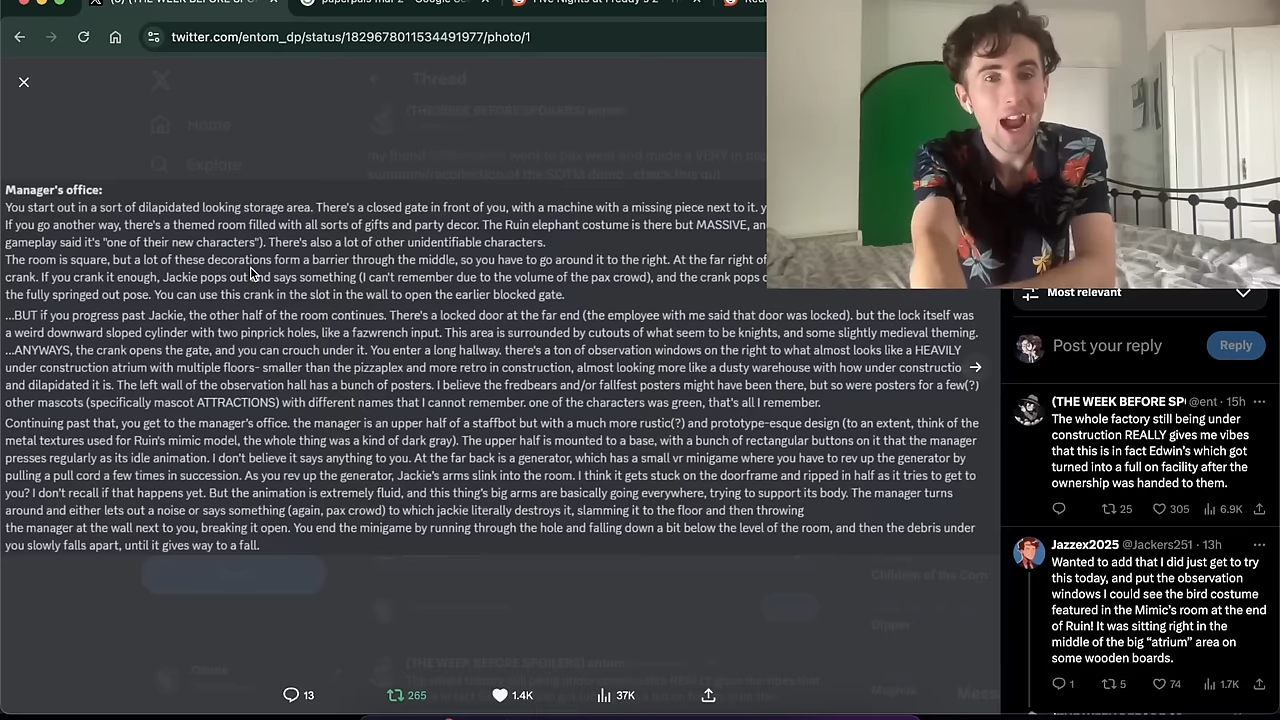 (THE WEEK BEFORE SP
paperpals mar 2 - Google Se
Five Nights at Freddy's 2
twitter.com/entom_dp/status/1829678011534491977/photo/1
Thread
Home
Explore
Manager's office:
You start out in a sort of dilapidated looking storage area. There's a closed gate in front of you, with a machine with a missing piece next to it. y
If you go another way, there's a themed room filled with all sorts of gifts and party decor. The Ruin elephant costume is there but MASSIVE, an
gameplay said it's "one of their new characters"). There's also a lot of other unidentifiable characters.
The room is square, but a lot of these decorations form a barrier through the middle, so you have to go around it to the right. At the far right of
crank. If you crank it enough, Jackie pops out and says something (I can't remember due to the volume of the pax crowd), and the crank pops o
the fully springed out pose. You can use this crank in the slot in the wall to open the earlier blocked gate.
...BUT if you progress past Jackie, the other half of the room continues. There's a locked door at the far end (the employee with me said that door was locked). but the lock itself was
a weird downward sloped cylinder with two pinprick holes, like a fazwrench input. This area is surrounded by cutouts of what seem to be knights, and some slightly medieval theming.
...ANYWAYS, the crank opens the gate, and you can crouch under it. You enter a long hallway. there's a ton of observation windows on the right to what almost looks like a HEAVILY
under construction atrium with multiple floors- smaller than the pizzaplex and more retro in construction, almost looking more like a dusty warehouse with how under constructio
and dilapidated it is. The left wall of the observation hall has a bunch of posters. I believe the fredbears and/or fallfest posters might have been there, but so were posters for a few(?)
other mascots (specifically mascot ATTRACTIONS) with different names that I cannot remember. one of the characters was green, that's all I remember.
Continuing past that, you get to the manager's office. the manager is an upper half of a staffbot but with a much more rustic(?) and prototype-esque design (to an extent, think of the
metal textures used for Ruin's mimic model, the whole thing was a kind of dark gray). The upper half is mounted to a base, with a bunch of rectangular buttons on it that the manager
presses regularly as its idle animation. I don't believe it says anything to you. At the far back is a generator, which has a small vr minigame where you have to rev up the generator by
pulling a pull cord a few times in succession. As you rev up the generator, Jackie's arms slink into the room. I think it gets stuck on the doorframe and ripped in half as it tries to get to
you? I don't recall if that happens yet. But the animation is extremely fluid, and this thing's big arms are basically going everywhere, trying to support its body. The manager turns
around and either lets out a noise or says something (again, pax crowd) to which jackie literally destroys it, slamming it to the floor and then throwing
the manager at the wall next to you, breaking it open. You end the minigame by running through the hole and falling down a bit below the level of the room, and then the debris under
you slowly falls apart, until it gives way to a fall.
Children of the Corn
Dipper
13
265
1.4K
37K
Most relevant
Post your reply
Reply
(THE WEEK BEFORE SP @ent · 15h
The whole factory still being under
construction REALLY gives me vibes
that this is in fact Edwin's which got
turned into a full on facility after the
ownership was handed to them.
25
305
6.9K
Jazzex2025 @Jackers251 · 13h
Wanted to add that I did just get to try
this today, and put the observation
windows I could see the bird costume
featured in the Mimic's room at the end
of Ruin! It was sitting right in the
middle of the big "atrium" area on
some wooden boards.
1
5
74
1.7K